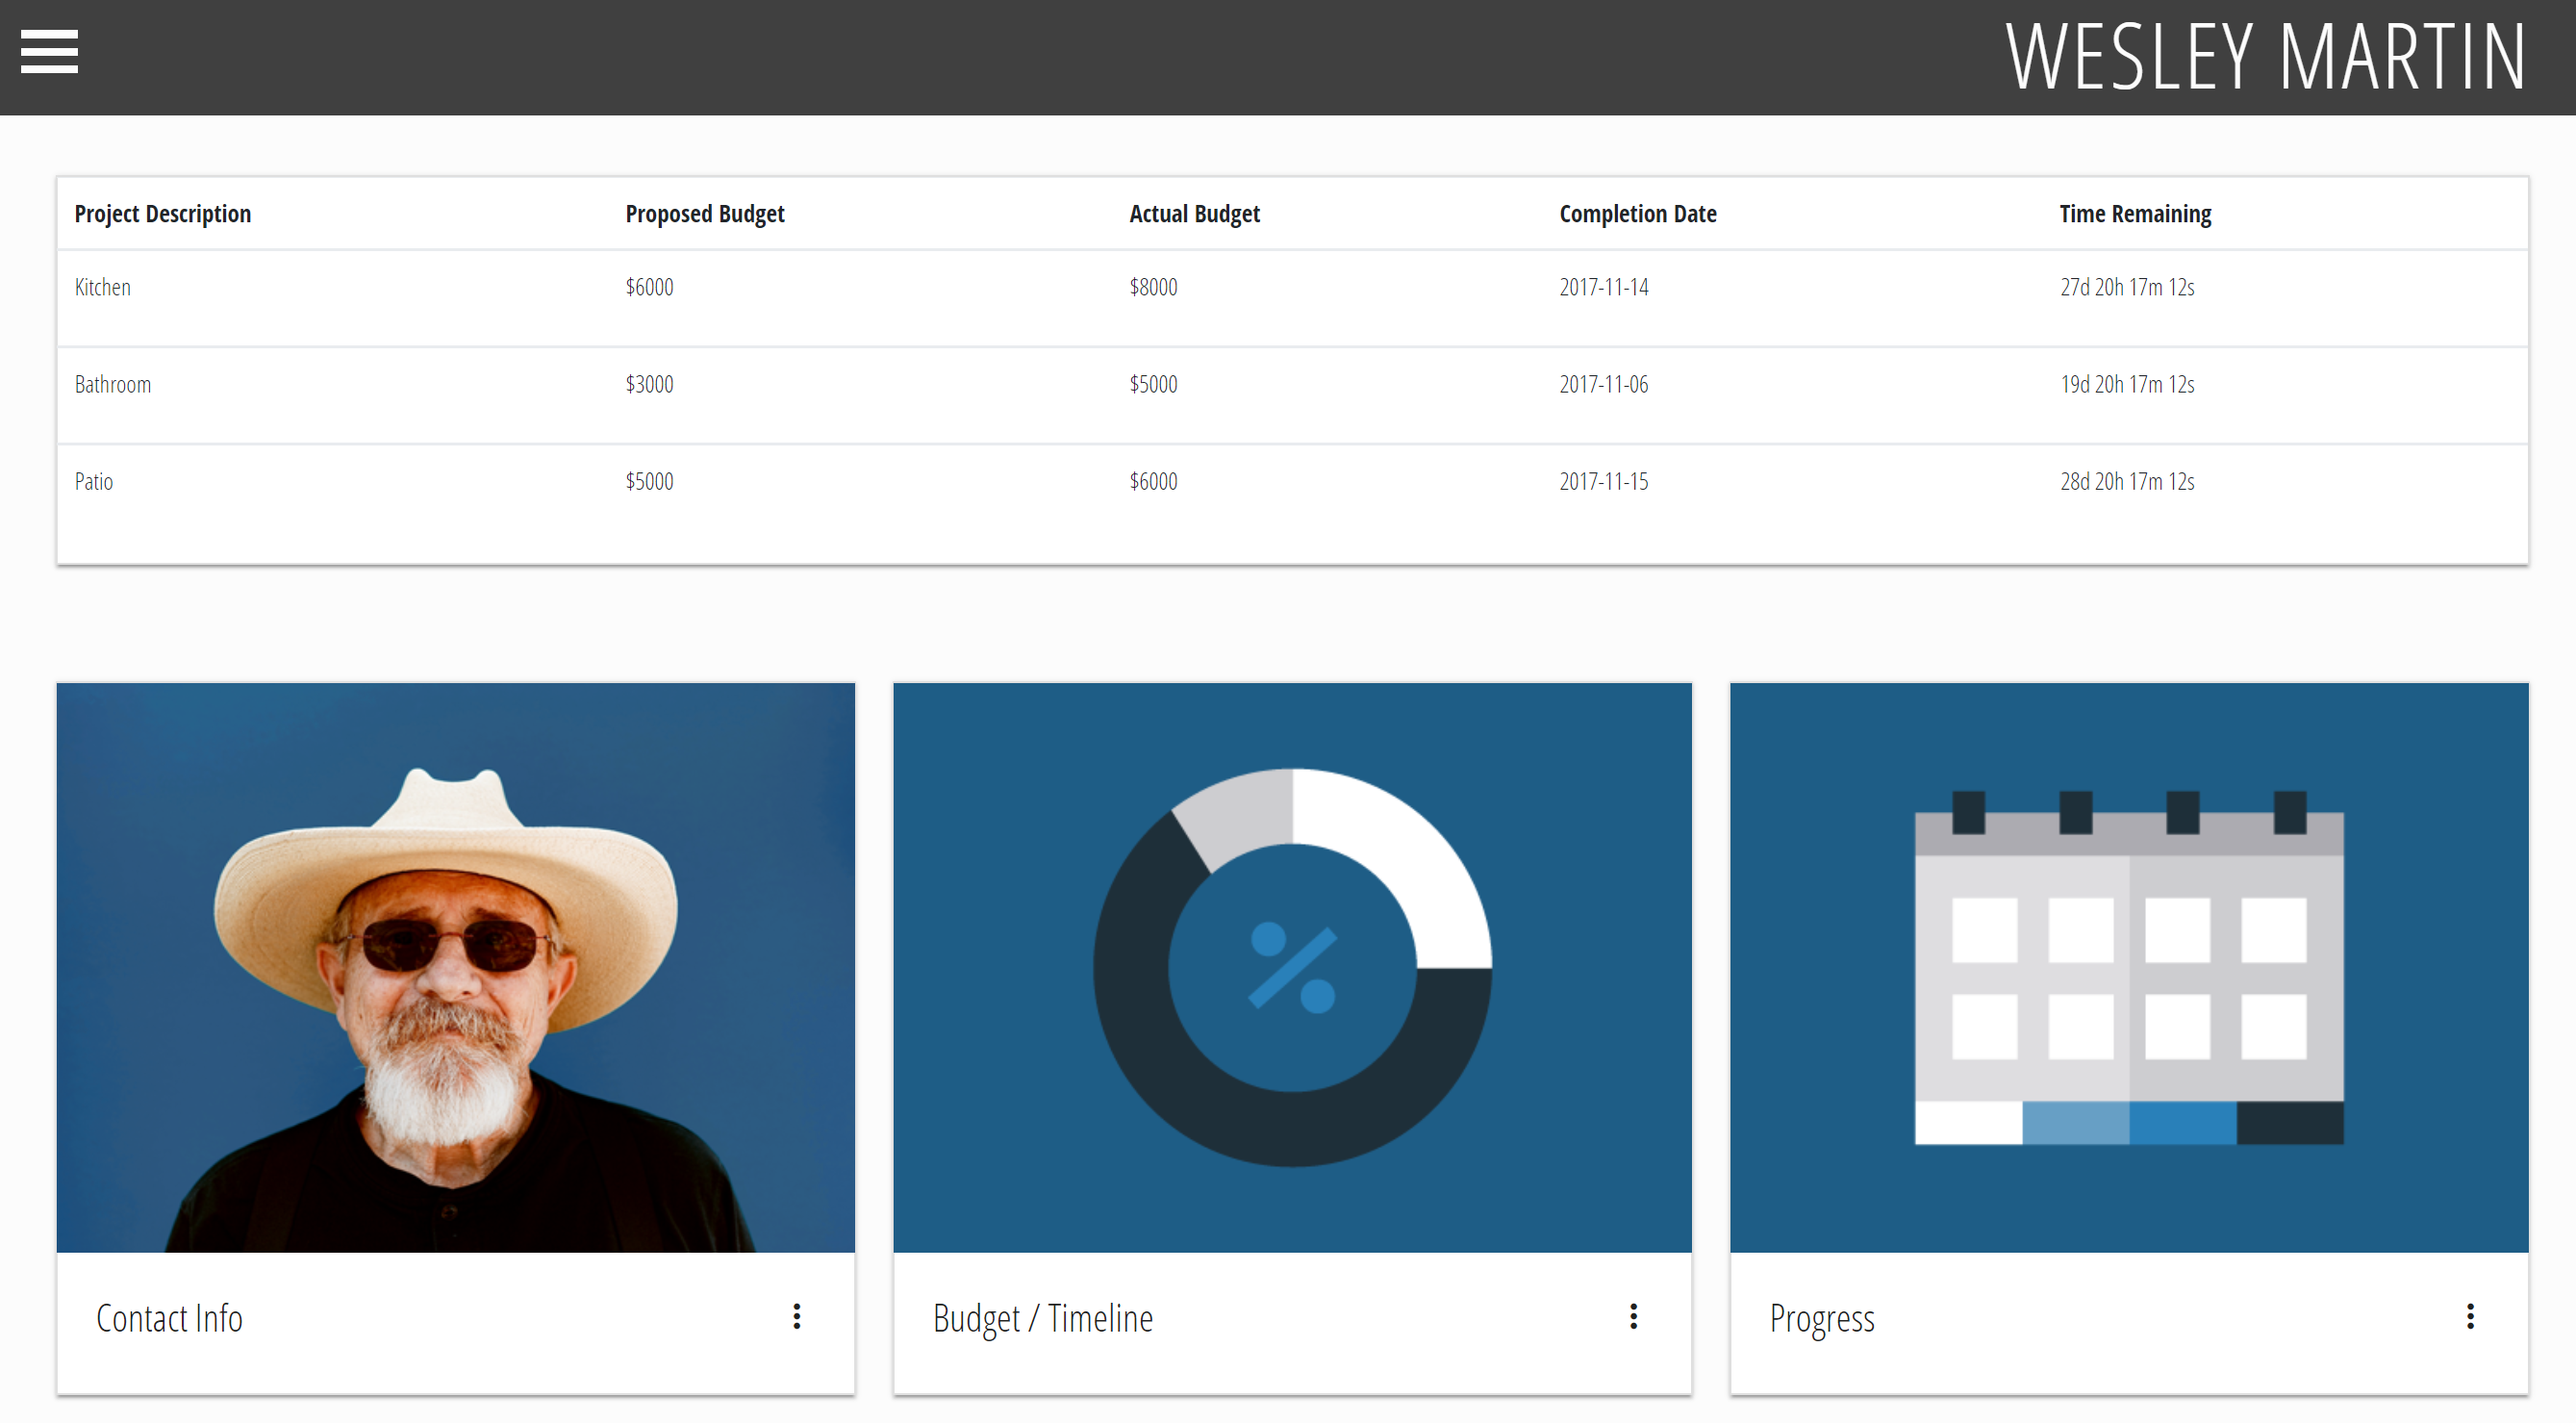 WESLEY MARTIN
Project Description Proposed Budget Actual Budget Completion Date Time Remaining
Kitchen $6000 $8000 2017-11-14 27d 20h 17m 12s
Bathroom $3000 $5000 2017-11-06 19d 20h 17m 12s
Patio $5000 $6000 2017-11-15 28d 20h 17m 12s
%
Contact Info Budget / Timeline Progress